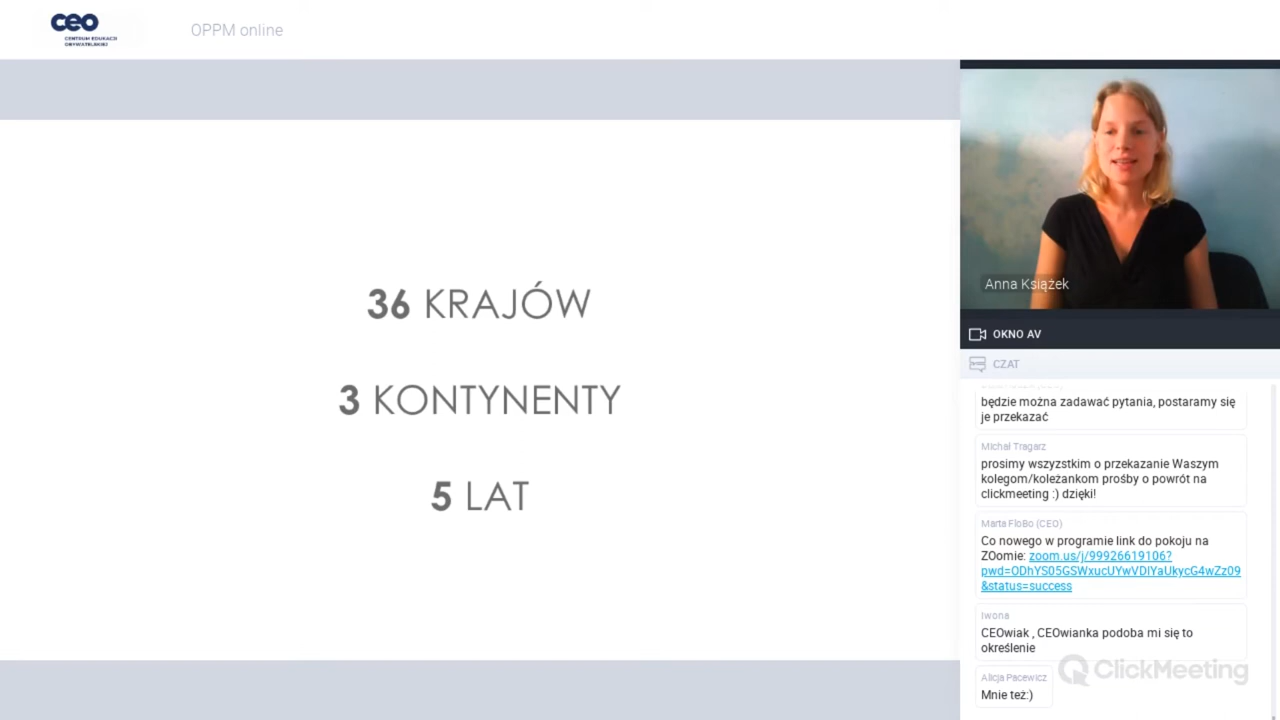 ceo
CENTRUM EDUKACJI
OBYWATELSKIEJ
OPPM online
36 KRAJÓW
3 KONTYNENTY
5 LAT
Anna Książek
OKNO AV
CZAT
będzie można zadawać pytania, postaramy się
je przekazać
Michał Tragarz
prosimy wszyzstkim o przekazanie Waszym
kolegom/koleżankom prośby o powrót na
clickmeeting :) dzięki!
Marta FloBo (CEO)
Co nowego w programie link do pokoju na
ZOomie: zoom.us/j/99926619106?
pwd=ODhYS05GSWxucUYwVDlYaUkycG4wZz09
&status=success
Iwona
CEOwiak , CEOwianka podoba mi się to
określenie
Alicja Pacewicz
Mnie też:)
ClickMeeting